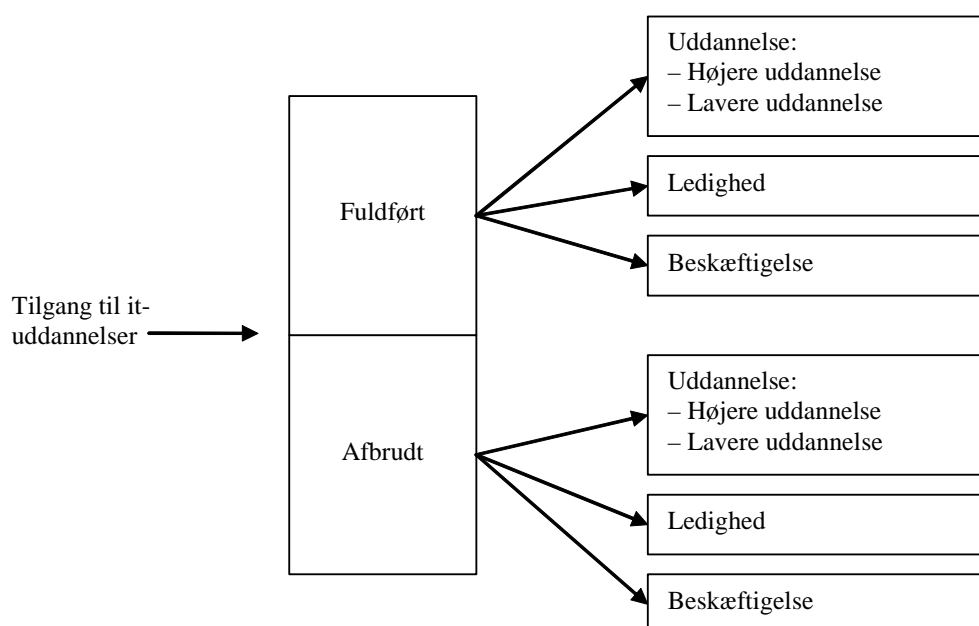 Tilgang til it-
uddannelser
Fuldført
Uddannelse:
– Højere uddannelse
– Lavere uddannelse
Ledighed
Beskæftigelse
Afbrudt
Uddannelse:
– Højere uddannelse
– Lavere uddannelse
Ledighed
Beskæftigelse